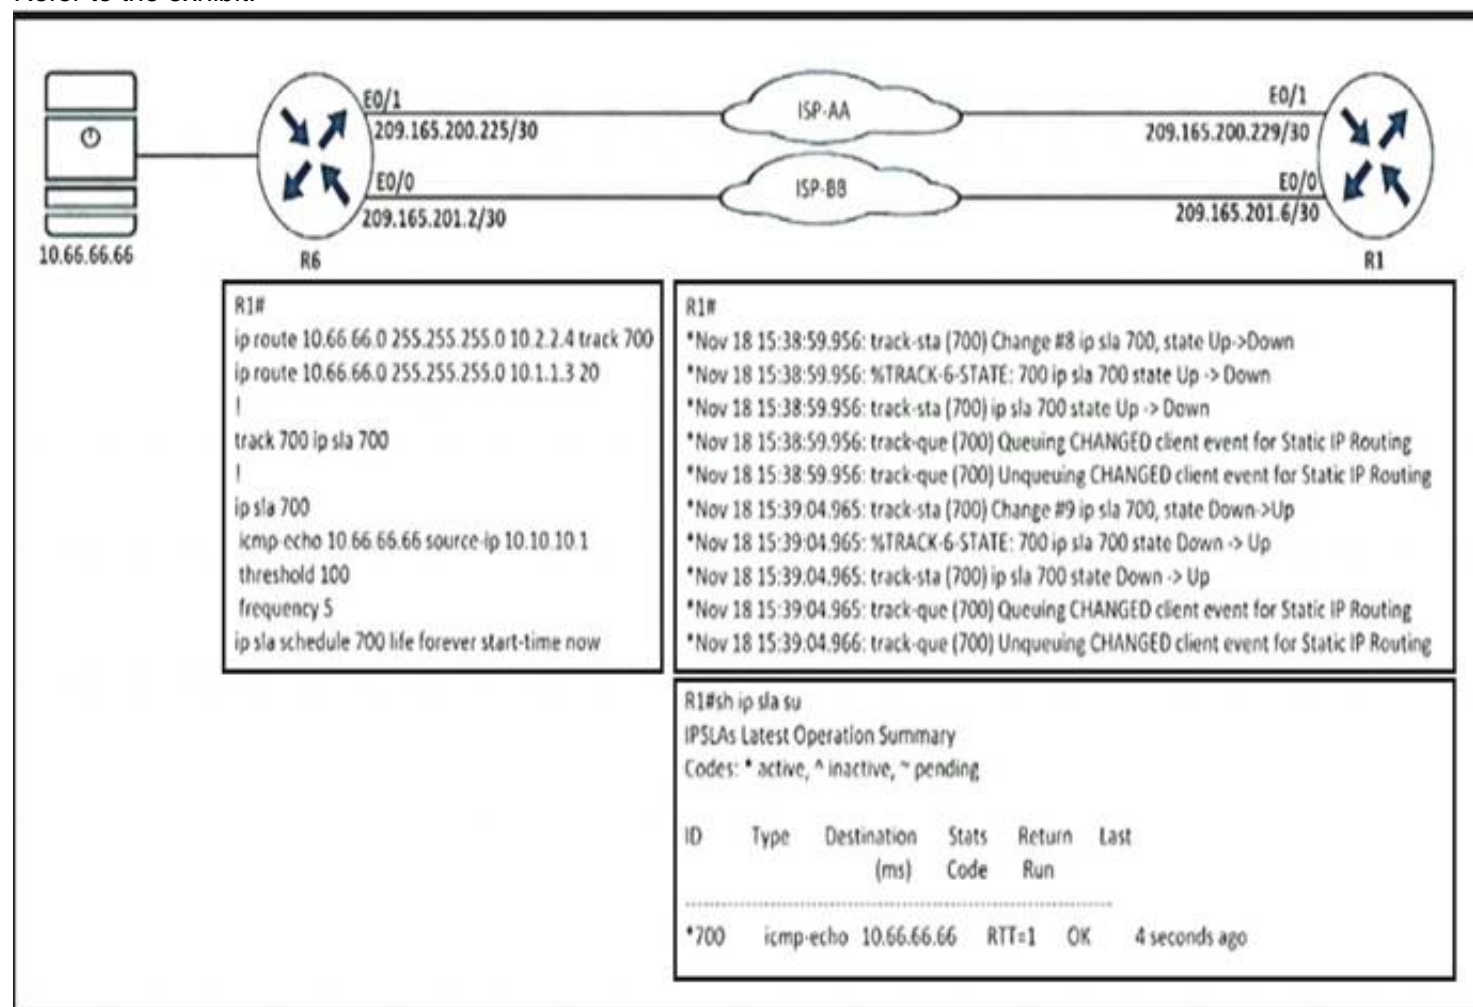 Refer to the exhibit.
E0/1
209.165.200.225/30
E0/0
209.165.201.2/30
ISP-AA
ISP-BB
E0/1
209.165.200.229/30
E0/0
209.165.201.6/30
10.66.66.66
R6
R1
R1#
ip route 10.66.66.0 255.255.255.0 10.2.2.4 track 700
ip route 10.66.66.0 255.255.255.0 10.1.1.3 20
!
track 700 ip sla 700
!
ip sla 700
icmp-echo 10.66.66.66 source-ip 10.10.10.1
threshold 100
frequency 5
ip sla schedule 700 life forever start-time now
R1#
*Nov 18 15:38:59.956: track-sta (700) Change #8 ip sla 700, state Up->Down
*Nov 18 15:38:59.956: %TRACK-6-STATE: 700 ip sla 700 state Up -> Down
*Nov 18 15:38:59.956: track-sta (700) ip sla 700 state Up -> Down
*Nov 18 15:38:59.956: track-que (700) Queuing CHANGED client event for Static IP Routing
*Nov 18 15:38:59.956: track-que (700) Unqueuing CHANGED client event for Static IP Routing
*Nov 18 15:39:04.965: track-sta (700) Change #9 ip sla 700, state Down->Up
*Nov 18 15:39:04.965: %TRACK-6-STATE: 700 ip sla 700 state Down -> Up
*Nov 18 15:39:04.965: track-sta (700) ip sla 700 state Down -> Up
*Nov 18 15:39:04.965: track-que (700) Queuing CHANGED client event for Static IP Routing
*Nov 18 15:39:04.966: track-que (700) Unqueuing CHANGED client event for Static IP Routing
R1#sh ip sla su
IPSLAs Latest Operation Summary
Codes: * active, ^ inactive, ~ pending
ID Type Destination Stats Return Last
(ms) Code Run
*700 icmp-echo 10.66.66.66 RTT=1 OK 4 seconds ago